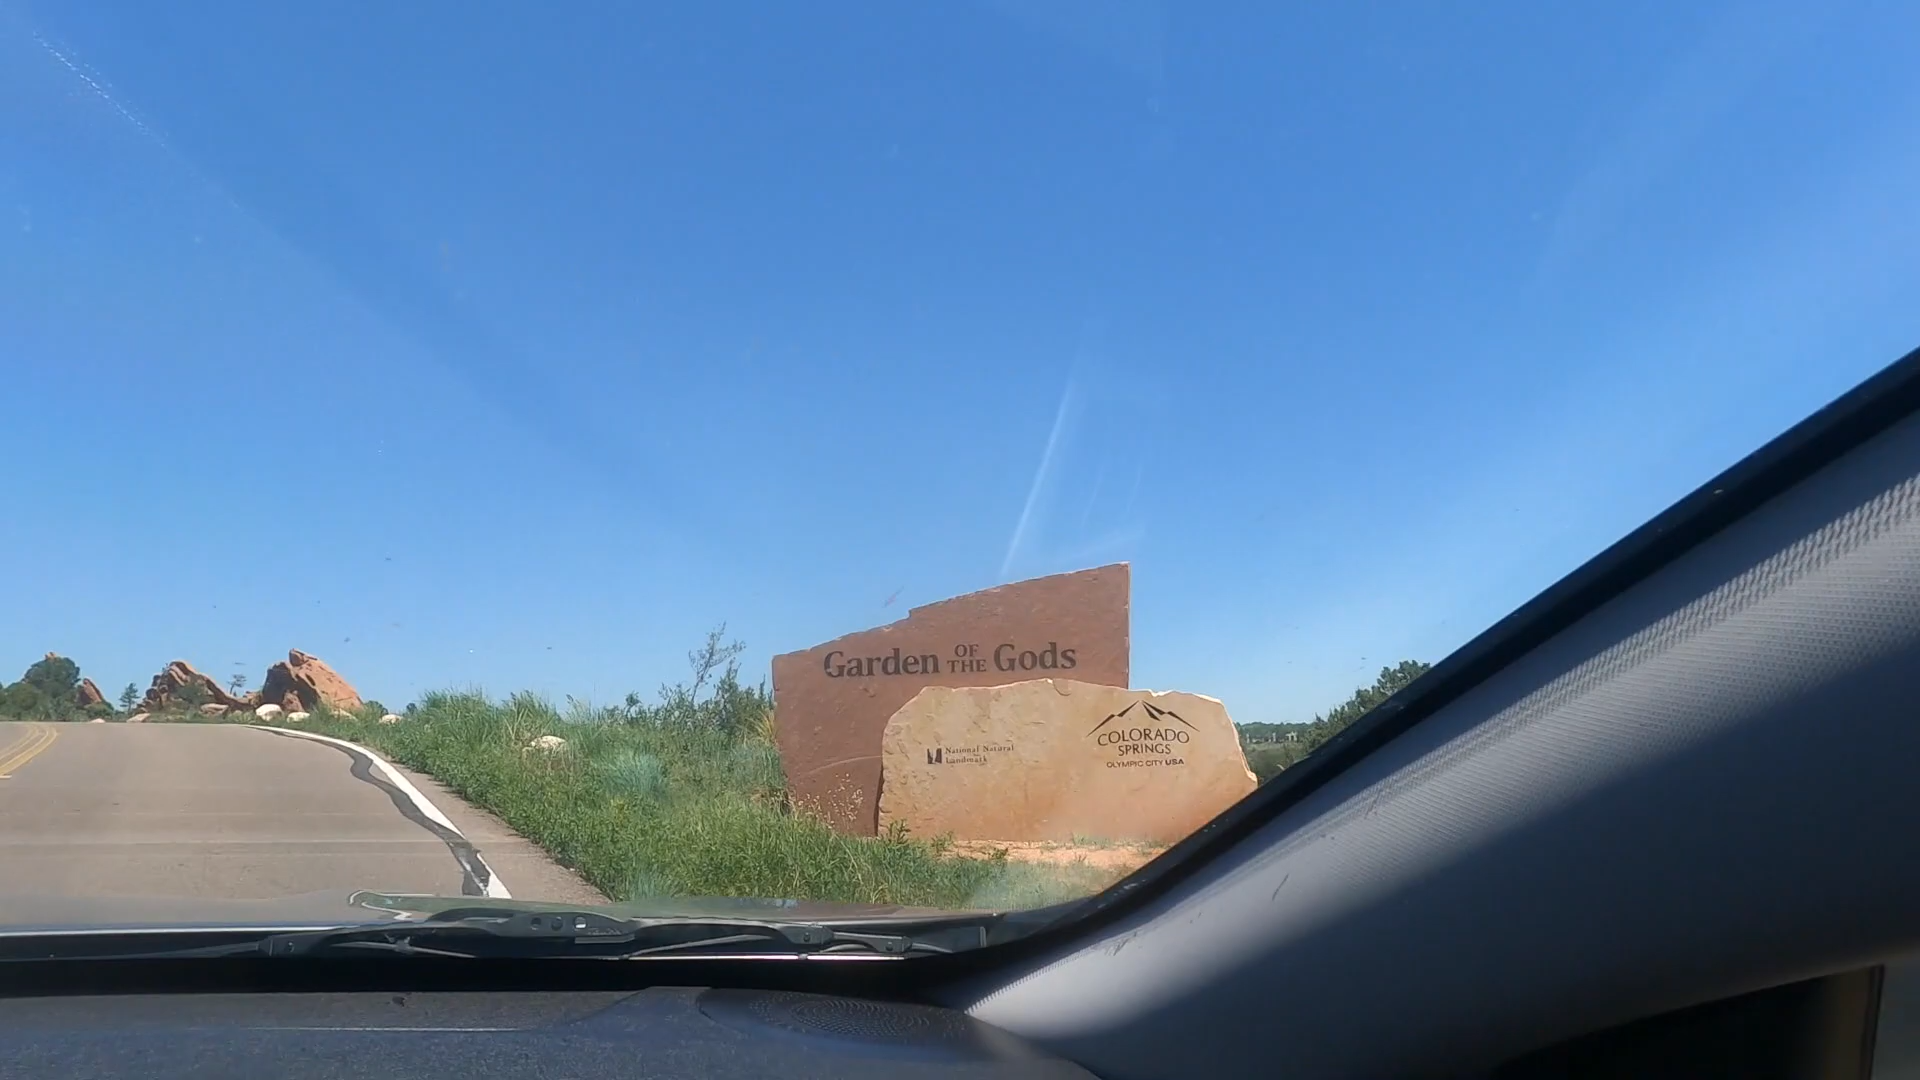 Garden OF THE Gods
National Natural
Landmark
COLORADO
SPRINGS
OLYMPIC CITY USA